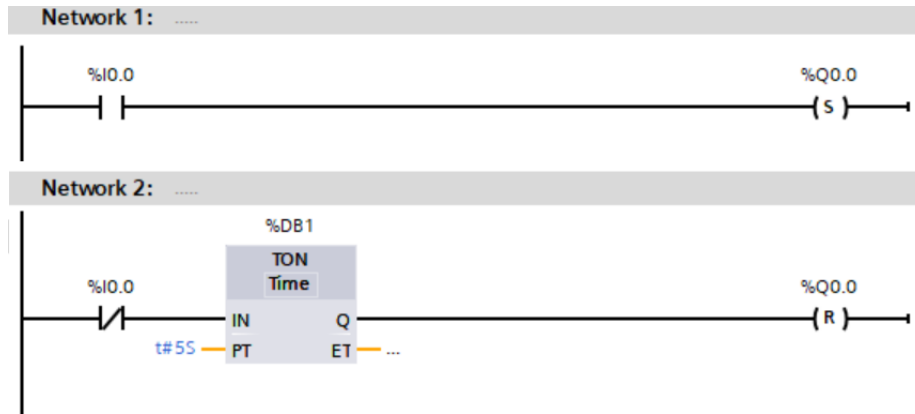 Network 1: .....
%I0.0 %Q0.0
S
Network 2: .....
%DB1
TON
Time
%I0.0 %Q0.0
IN Q R
t#5S PT ET ...